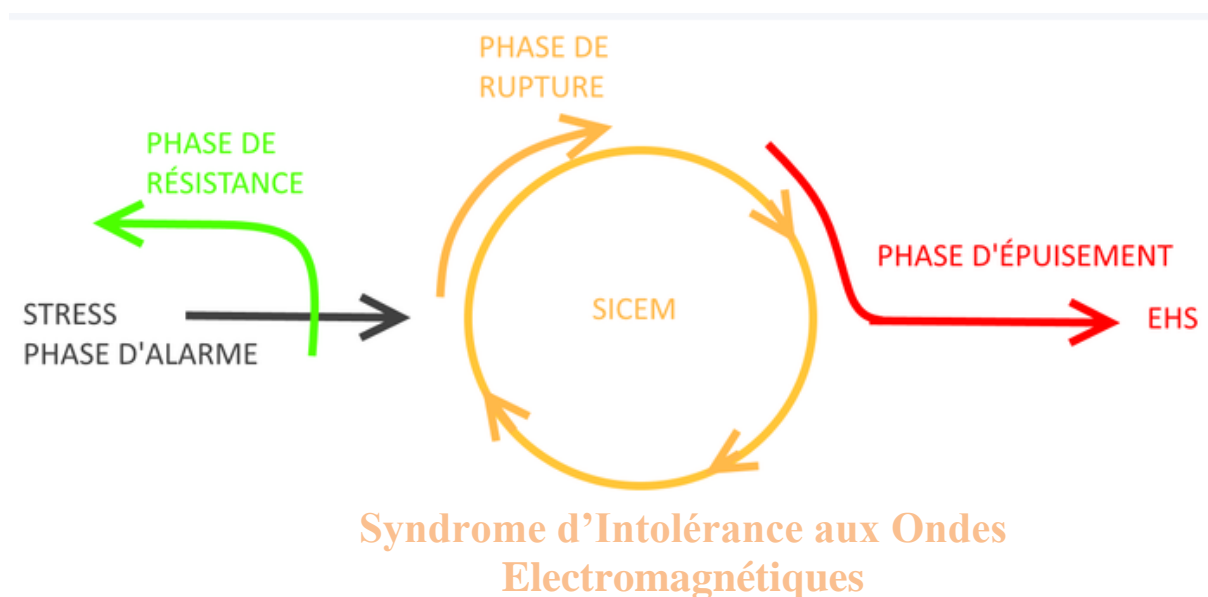 PHASE DE
RUPTURE
PHASE DE
RÉSISTANCE
PHASE D'ÉPUISEMENT
STRESS
PHASE D'ALARME
SICEM
EHS
Syndrome d’Intolérance aux Ondes
Electromagnétiques